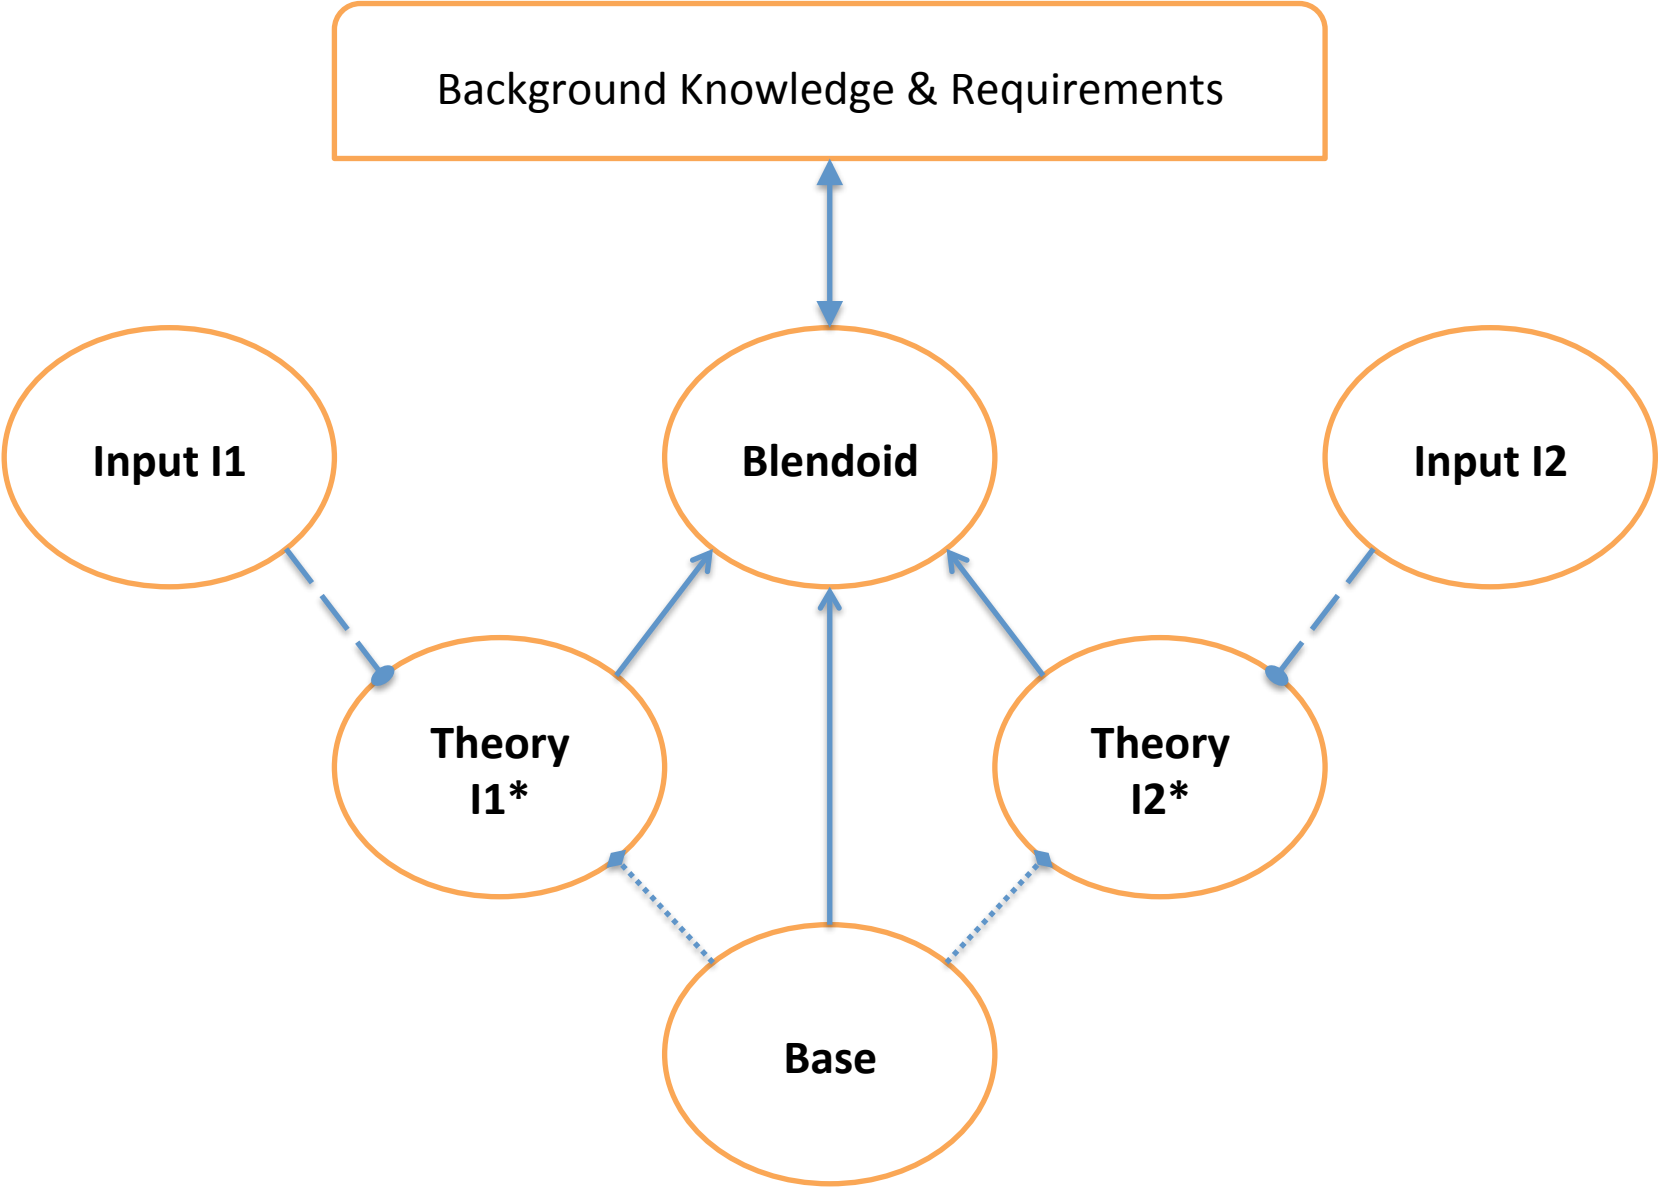 Background Knowledge & Requirements
Input I1
Blendoid
Input I2
Theory
I1*
Theory
I2*
Base